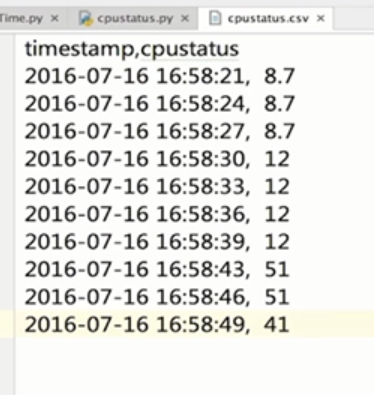 Time.py × cpustatus.py × cpustatus.csv ×
timestamp,cpustatus
2016-07-16 16:58:21, 8.7
2016-07-16 16:58:24, 8.7
2016-07-16 16:58:27, 8.7
2016-07-16 16:58:30, 12
2016-07-16 16:58:33, 12
2016-07-16 16:58:36, 12
2016-07-16 16:58:39, 12
2016-07-16 16:58:43, 51
2016-07-16 16:58:46, 51
2016-07-16 16:58:49, 41